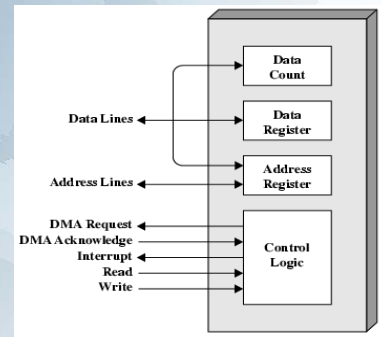 Data
Count
Data Lines
Data
Register
Address Lines
Address
Register
DMA Request
DMA Acknowledge
Interrupt
Read
Write
Control
Logic